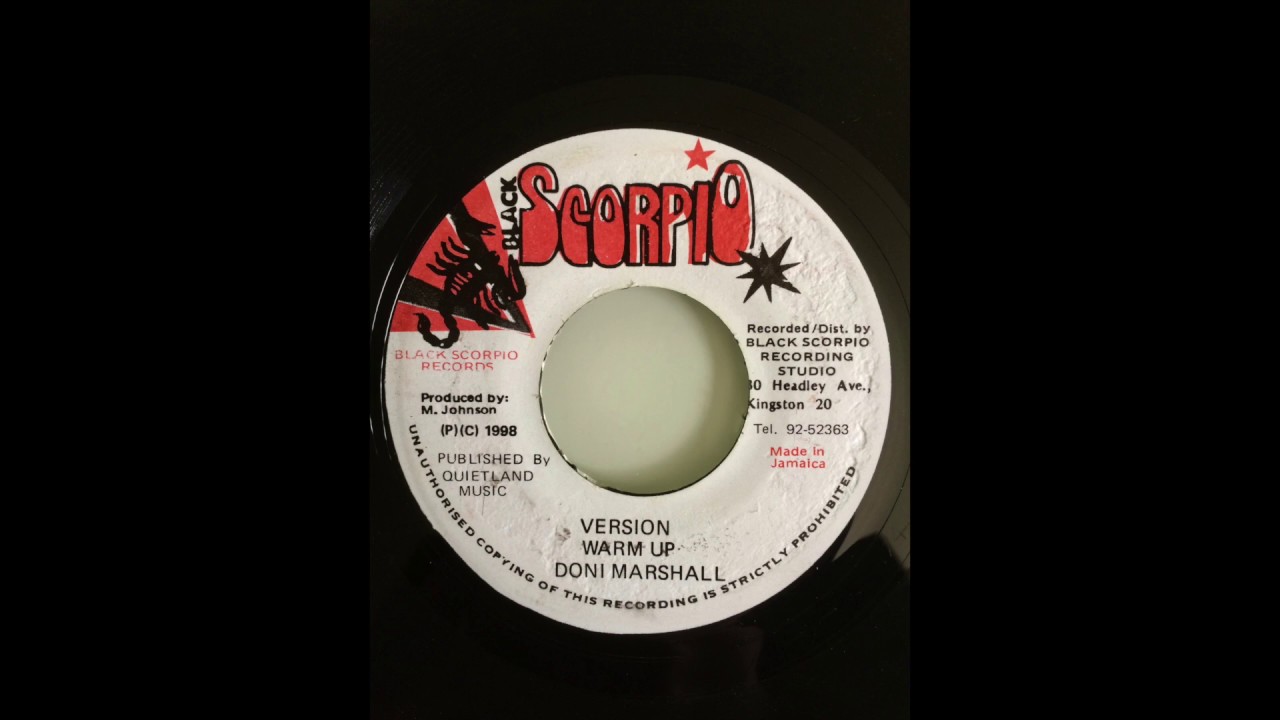 BLACK
SCORPIO
BLACK SCORPIO
RECORDS
Produced by:
M. Johnson
(P)(C) 1998
PUBLISHED By
QUIETLAND
MUSIC
Recorded/Dist. by
BLACK SCORPIO
RECORDING
STUDIO
30 Headley Ave.,
Kingston 20
Tel. 92-52363
Made in
Jamaica
VERSION
WARM UP
DONI MARSHALL
UNAUTHORISED COPYING OF THIS RECORDING IS STRICTLY PROHIBITED